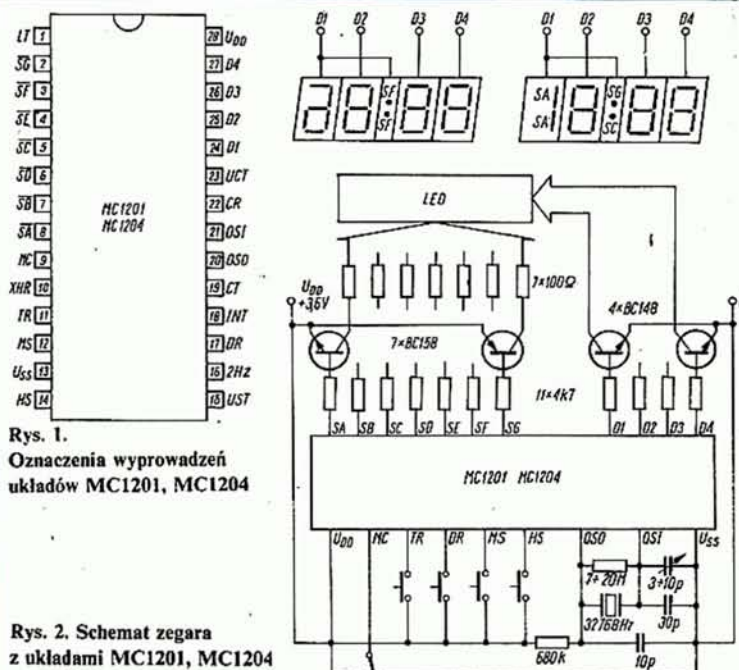 LT 1
SG 2
SF 3
SE 4
SC 5
SD 6
SB 7
SA 8
MC 9
XHR 10
TR 11
MS 12
USS 13
HS 14
MC1201
MC1204
28 UDD
27 D4
26 D3
25 D2
24 D1
23 UCT
22 CR
21 OSI
20 OSO
19 CT
18 INT
17 DR
16 2Hz
15 UST
Rys. 1.
Oznaczenia wyprowadzeń
układów MC1201, MC1204
D1 D2 D3 D4
SF
SF
D1 D2 D3 D4
SA SG
SA SC
LED
7×100Ω
UDD
+3,6V
7×BC158
4×BC148
11×4k7
SA SB SC SD SE SF SG D1 D2 D3 D4
MC1201 MC1204
UDD MC TR DR MS HS OSO OSI USS
7÷20M
3÷10p
32768Hz
30p
680k
10p
Rys. 2. Schemat zegara
z układami MC1201, MC1204